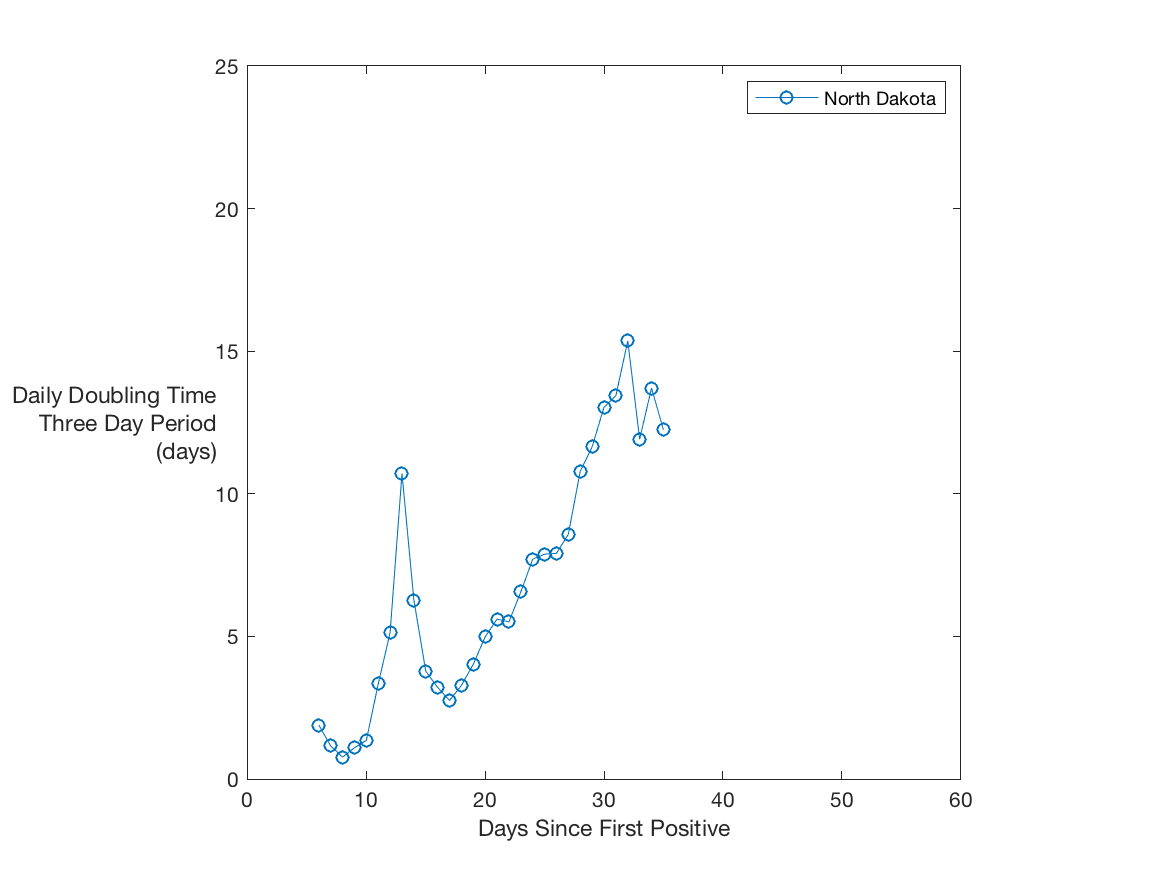 25
North Dakota
20
15
Daily Doubling Time
Three Day Period
(days)
10
5
0
0 10 20 30 40 50 60
Days Since First Positive